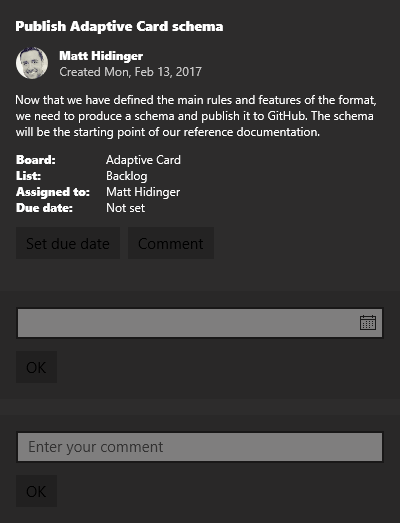 Publish Adaptive Card schema
Matt Hidinger
Created Mon, Feb 13, 2017
Now that we have defined the main rules and features of the format,
we need to produce a schema and publish it to GitHub. The schema
will be the starting point of our reference documentation.
Board: Adaptive Card
List: Backlog
Assigned to: Matt Hidinger
Due date: Not set
Set due date Comment
OK
Enter your comment
OK